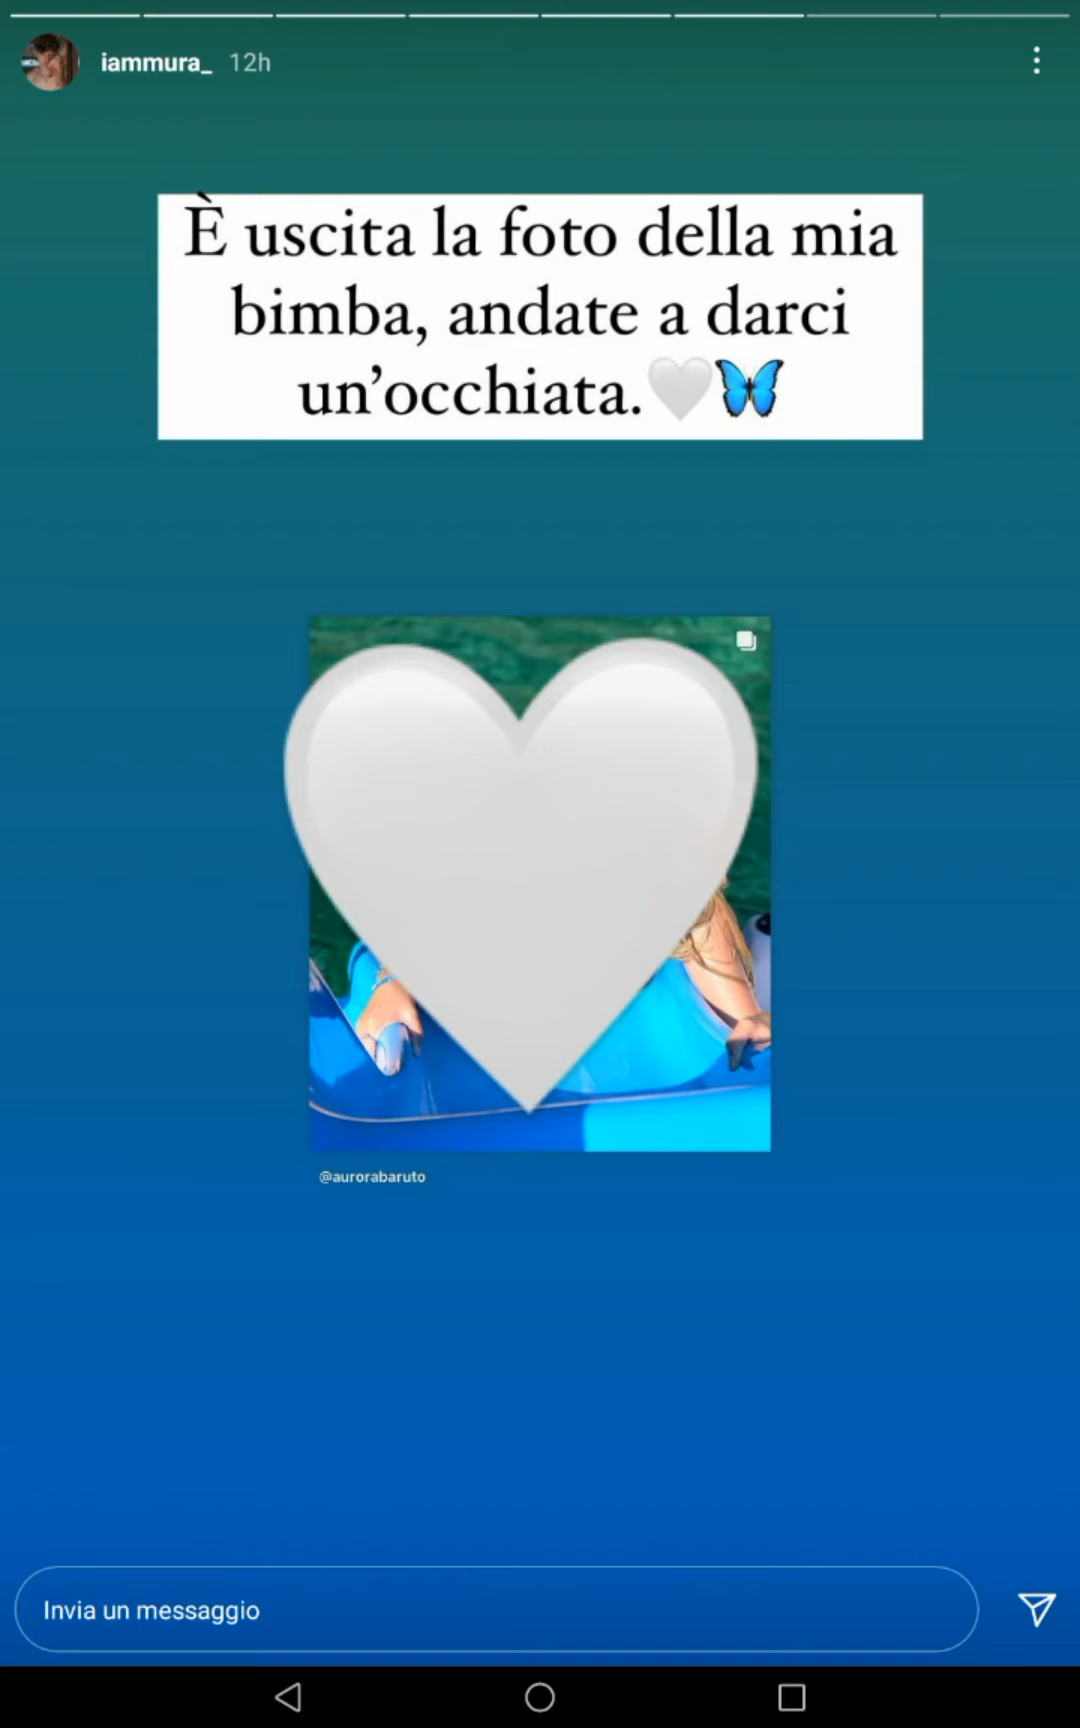 iammura_ 12h
È uscita la foto della mia
bimba, andate a darci
un’occhiata.🤍🦋
@aurorabaruto
Invia un messaggio